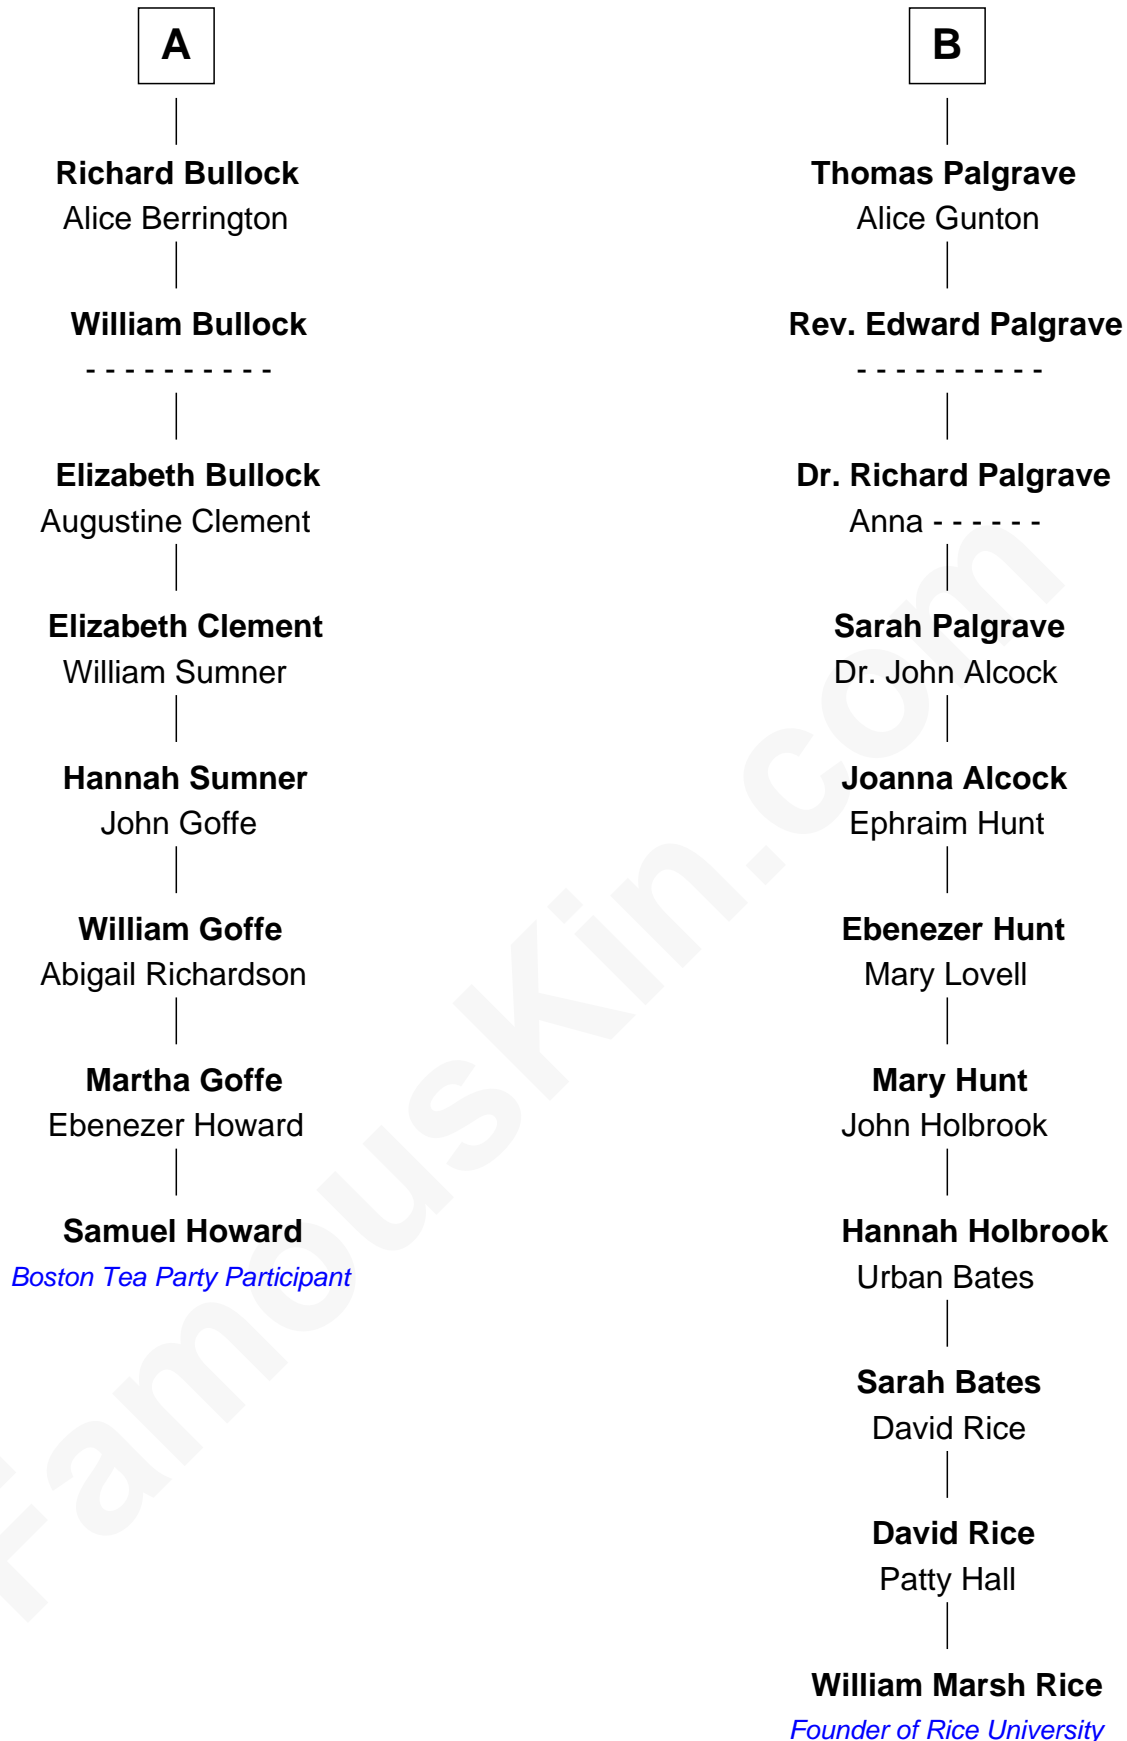 A
Richard Bullock
Alice Berrington
William Bullock
- - - - - - - - - -
Elizabeth Bullock
Augustine Clement
Elizabeth Clement
William Sumner
Hannah Sumner
John Goffe
William Goffe
Abigail Richardson
Martha Goffe
Ebenezer Howard
Samuel Howard
Boston Tea Party Participant
B
Thomas Palgrave
Alice Gunton
Rev. Edward Palgrave
- - - - - - - - - -
Dr. Richard Palgrave
Anna - - - - - -
Sarah Palgrave
Dr. John Alcock
Joanna Alcock
Ephraim Hunt
Ebenezer Hunt
Mary Lovell
Mary Hunt
John Holbrook
Hannah Holbrook
Urban Bates
Sarah Bates
David Rice
David Rice
Patty Hall
William Marsh Rice
Founder of Rice University
FamousKin.com